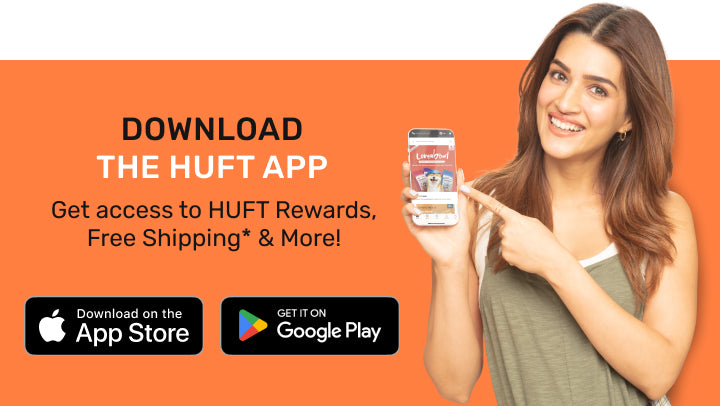 DOWNLOAD
THE HUFT APP
Get access to HUFT Rewards,
Free Shipping* & More!
Download on the
App Store
GET IT ON
Google Play